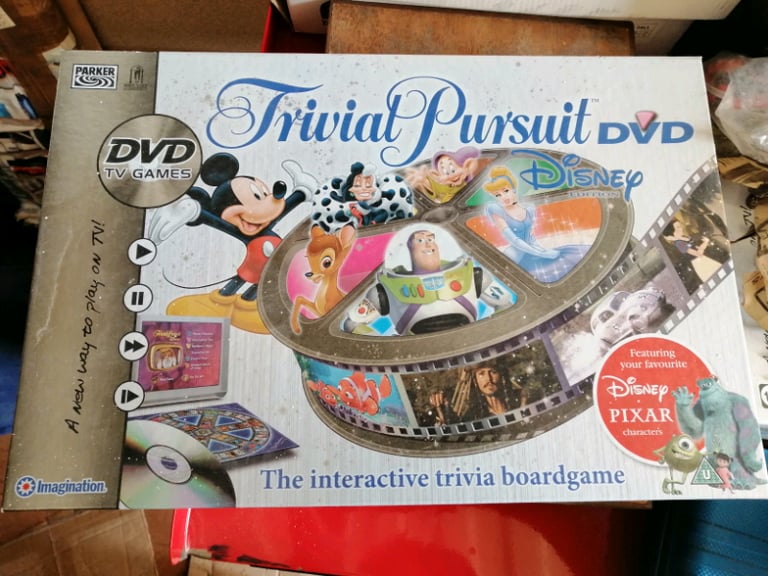 PARKER
Trivial Pursuit DVD
DISNEY
EDITION
DVD
TV GAMES
A new way to play on TV!
Featuring
your favourite
Disney
PIXAR
characters
U
The interactive trivia boardgame
Imagination.